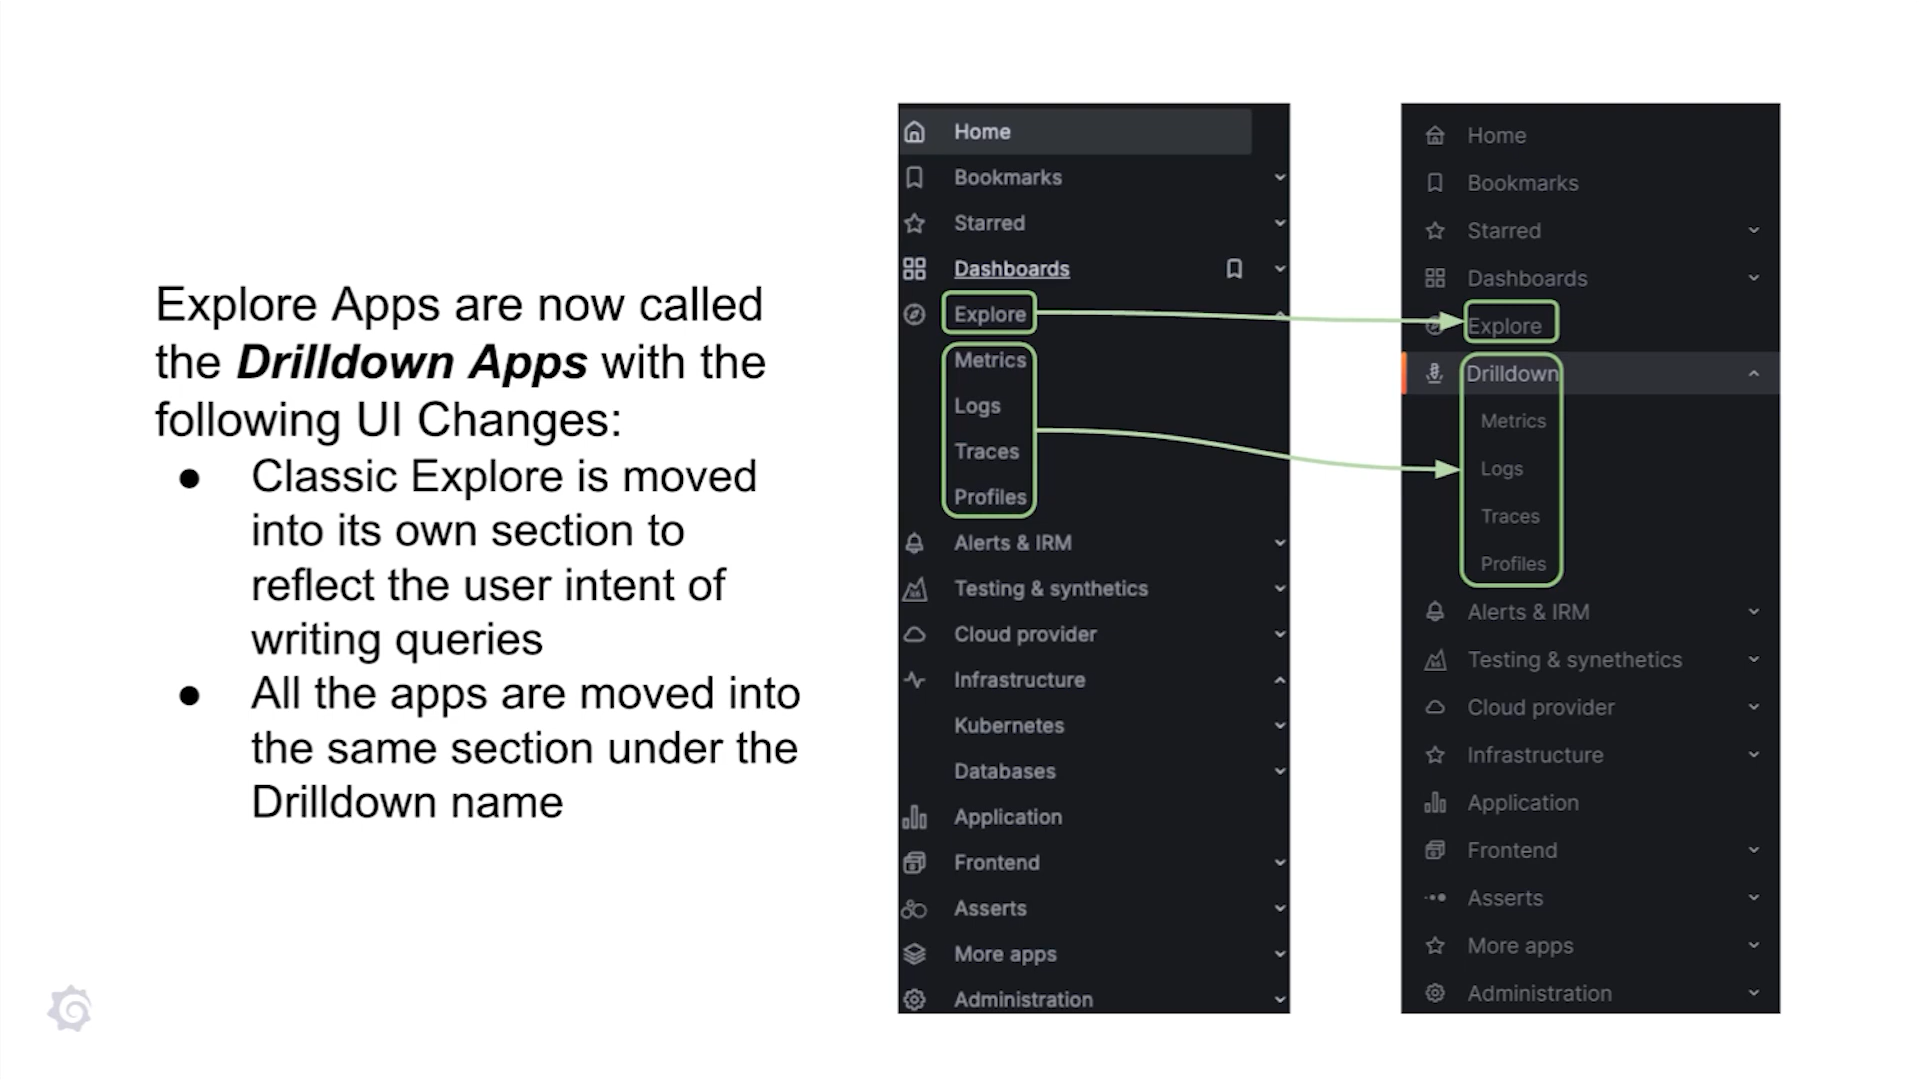 Explore Apps are now called
the Drilldown Apps with the
following UI Changes:
● Classic Explore is moved
into its own section to
reflect the user intent of
writing queries
● All the apps are moved into
the same section under the
Drilldown name
Home
Bookmarks
Starred
Dashboards
Explore
Metrics
Logs
Traces
Profiles
Alerts & IRM
Testing & synthetics
Cloud provider
Infrastructure
Kubernetes
Databases
Application
Frontend
Asserts
More apps
Administration
Home
Bookmarks
Starred
Dashboards
Explore
Drilldown
Metrics
Logs
Traces
Profiles
Alerts & IRM
Testing & synethetics
Cloud provider
Infrastructure
Application
Frontend
Asserts
More apps
Administration